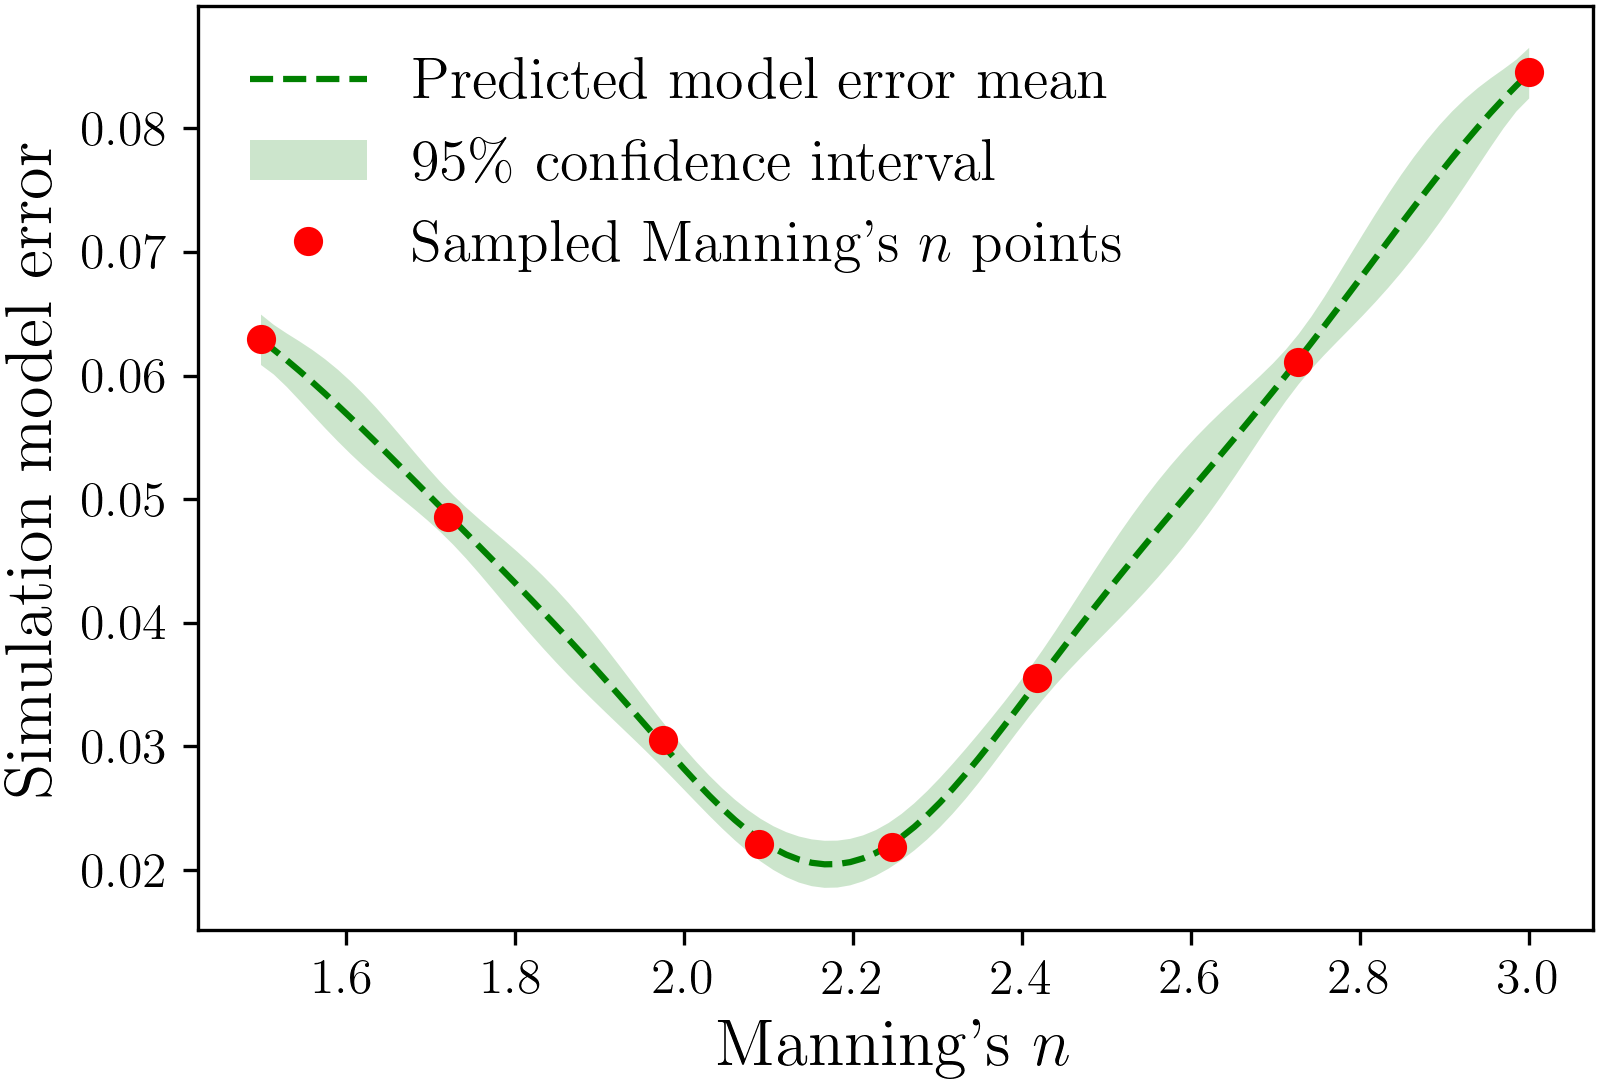 Predicted model error mean
95% confidence interval
Sampled Manning's n points
Simulation model error
0.08
0.07
0.06
0.05
0.04
0.03
0.02
1.6 1.8 2.0 2.2 2.4 2.6 2.8 3.0
Manning's n